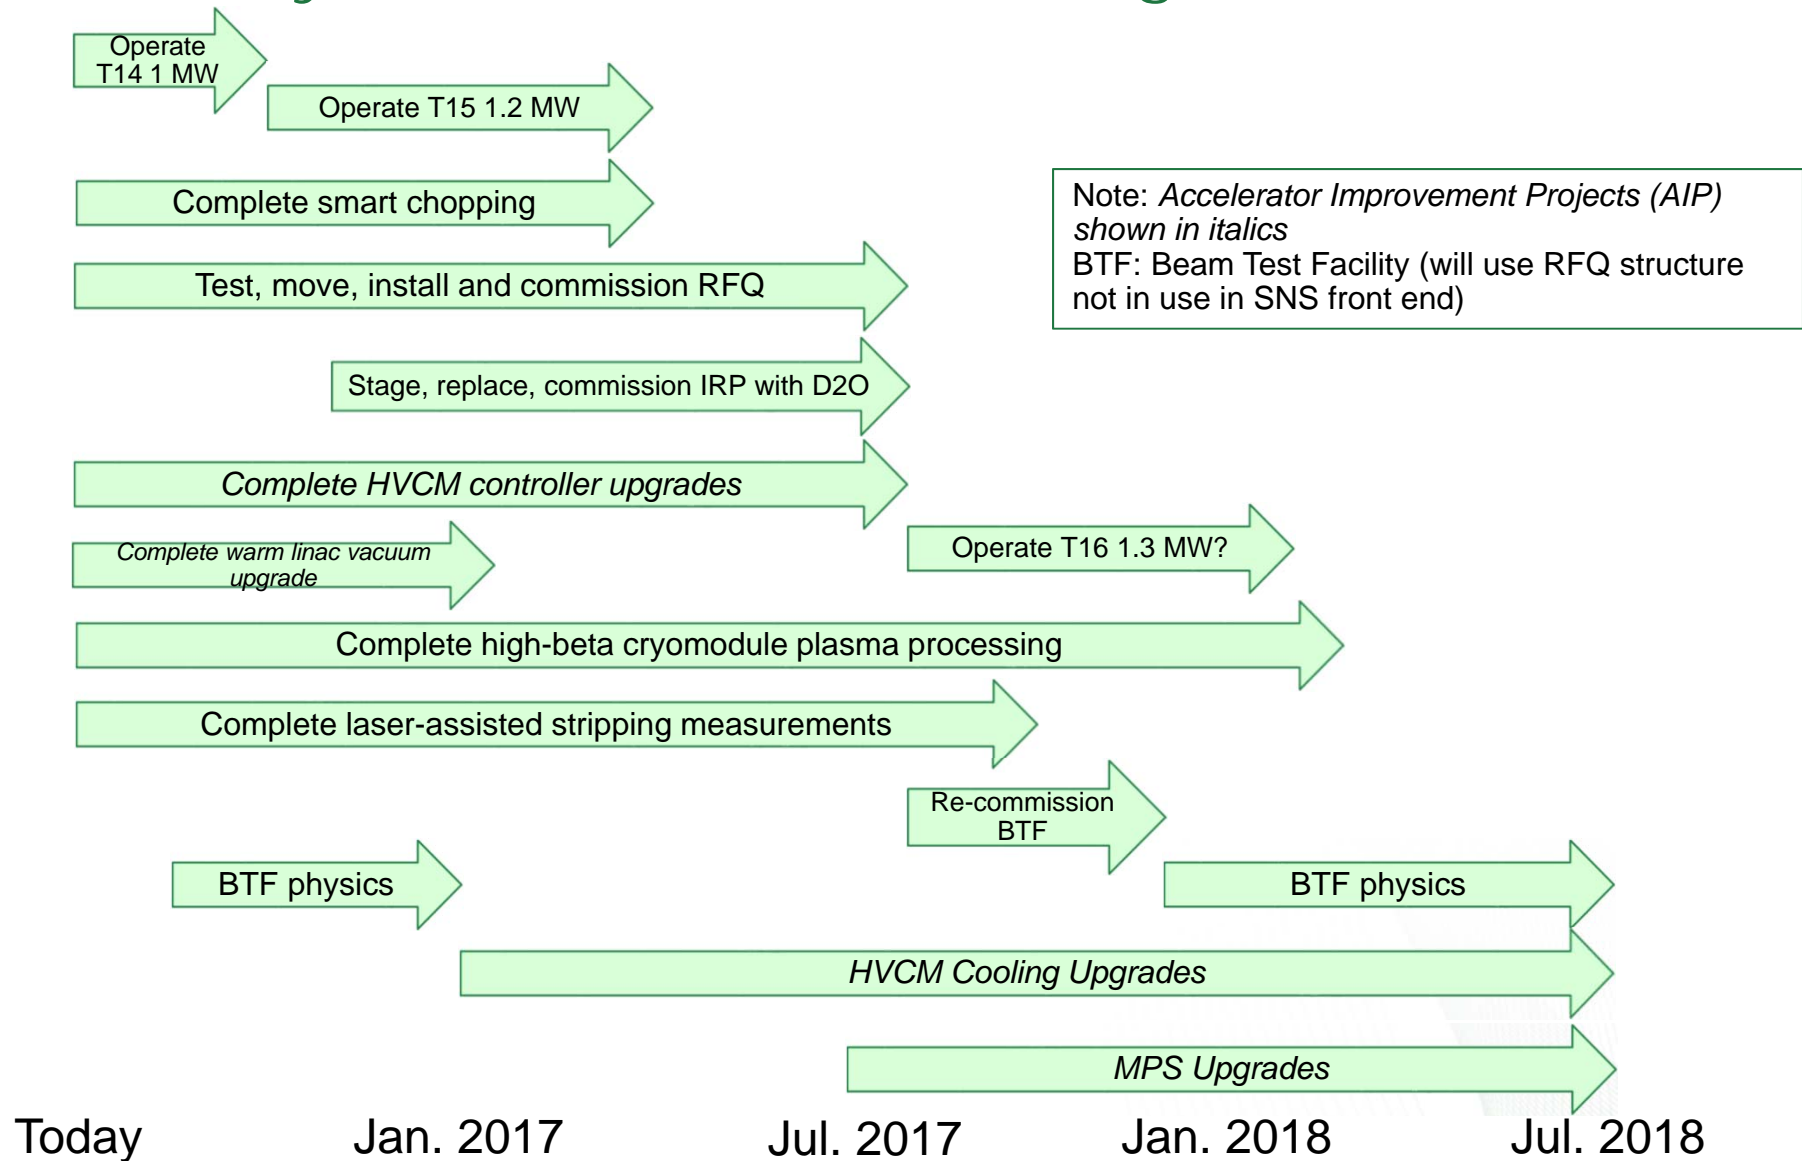 Operate
T14 1 MW
Operate T15 1.2 MW
Complete smart chopping
Note: Accelerator Improvement Projects (AIP)
shown in italics
BTF: Beam Test Facility (will use RFQ structure
not in use in SNS front end)
Test, move, install and commission RFQ
Stage, replace, commission IRP with D2O
Complete HVCM controller upgrades
Complete warm linac vacuum
upgrade
Operate T16 1.3 MW?
Complete high-beta cryomodule plasma processing
Complete laser-assisted stripping measurements
Re-commission
BTF
BTF physics
BTF physics
HVCM Cooling Upgrades
MPS Upgrades
Today
Jan. 2017
Jul. 2017
Jan. 2018
Jul. 2018